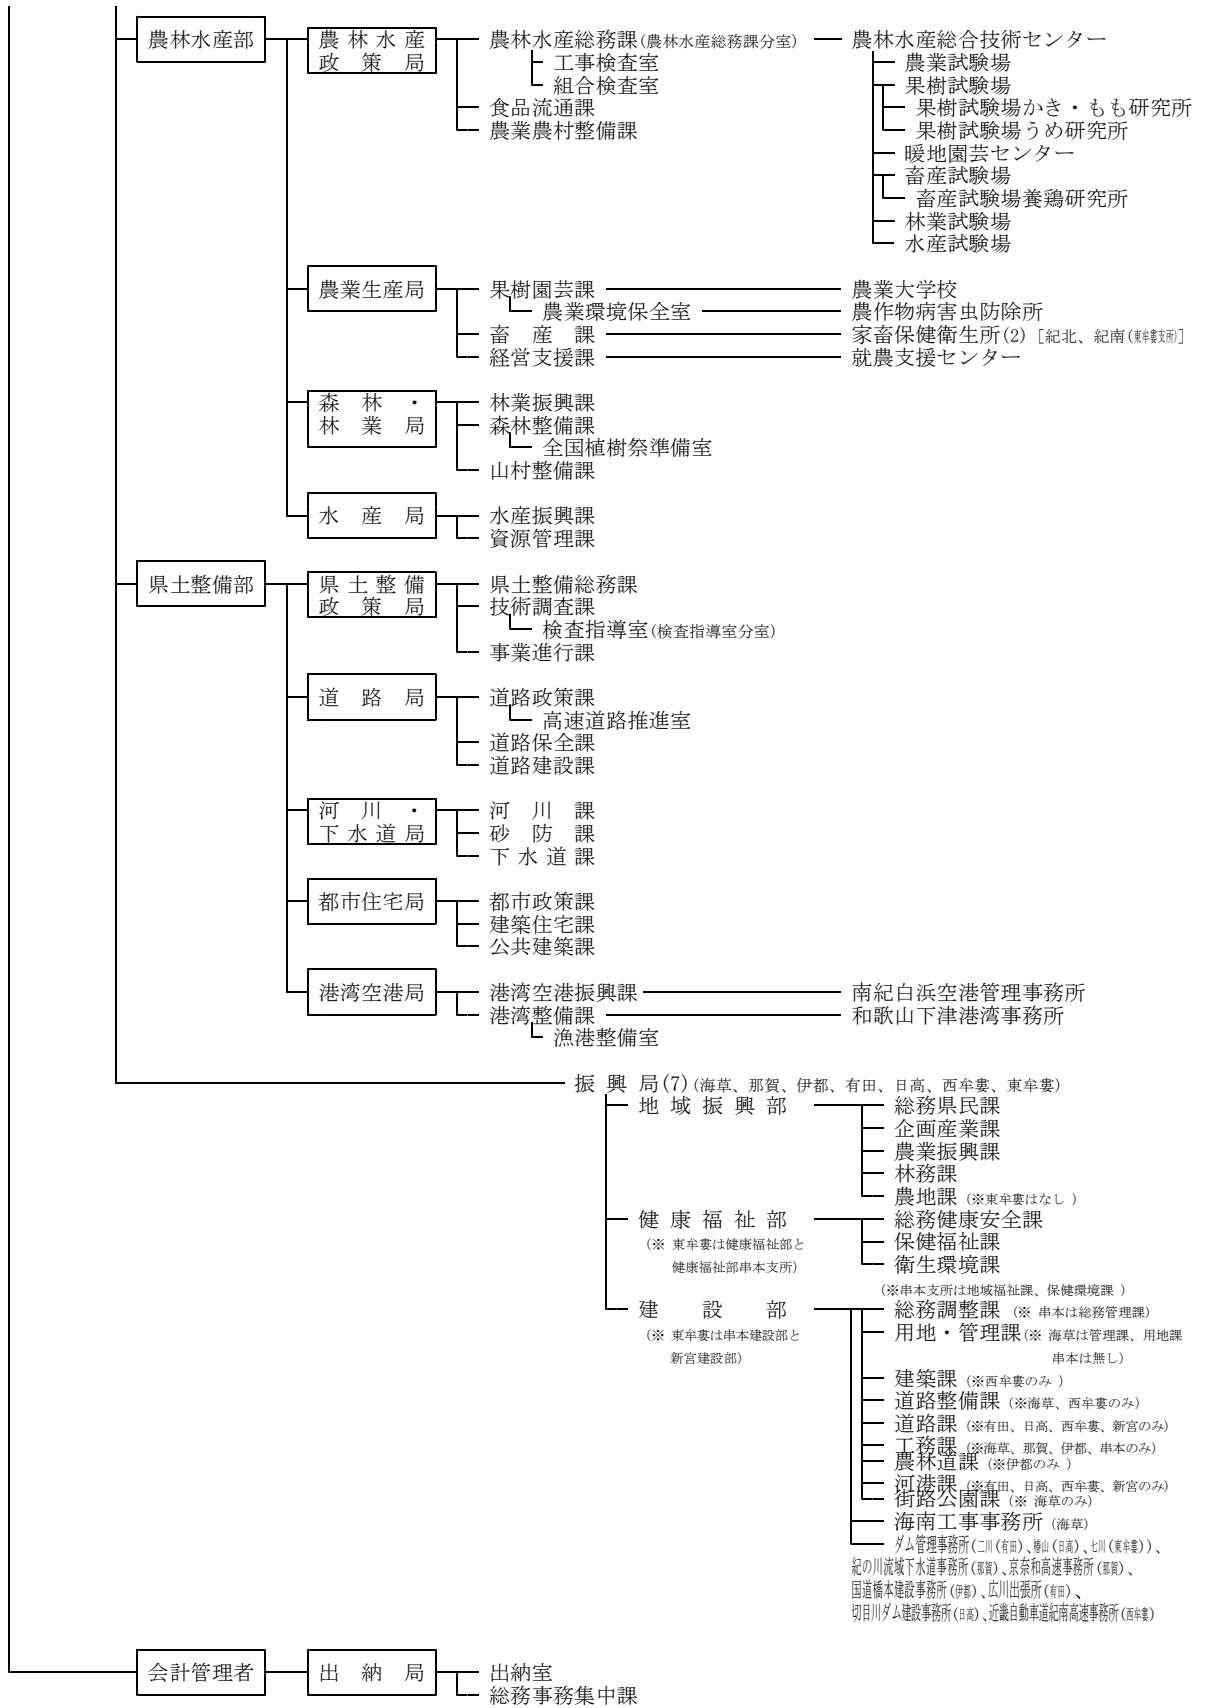 農林水産部 農林水産 農林水産総務課(農林水産総務課分室) 農林水産総合技術センター
政策局 工事検査室 農業試験場
組合検査室 果樹試験場
食品流通課 果樹試験場かき・もも研究所
農業農村整備課 果樹試験場うめ研究所
暖地園芸センター
畜産試験場
畜産試験場養鶏研究所
林業試験場
水産試験場
農業生産局 果樹園芸課 農業大学校
農業環境保全室 農作物病害虫防除所
畜産課 家畜保健衛生所(2) [紀北、紀南(東牟婁支所)]
経営支援課 就農支援センター
森林・ 林業振興課
林業局 森林整備課
全国植樹祭準備室
山村整備課
水産局 水産振興課
資源管理課
県土整備部 県土整備 県土整備総務課
政策局 技術調査課
検査指導室(検査指導室分室)
事業進行課
道路局 道路政策課
高速道路推進室
道路保全課
道路建設課
河川・ 河川課
下水道局 砂防課
下水道課
都市住宅局 都市政策課
建築住宅課
公共建築課
港湾空港局 港湾空港振興課 南紀白浜空港管理事務所
港湾整備課 和歌山下津港湾事務所
漁港整備室
振興局(7)(海草、那賀、伊都、有田、日高、西牟婁、東牟婁)
地域振興部 総務県民課
企画産業課
農業振興課
林務課
農地課 (※東牟婁はなし )
健康福祉部 総務健康安全課
(※ 東牟婁は健康福祉部と 保健福祉課
健康福祉部串本支所) 衛生環境課
(※串本支所は地域福祉課、保健環境課 )
建設部 総務調整課 (※ 串本は総務管理課)
(※ 東牟婁は串本建設部と 用地・管理課(※ 海草は管理課、用地課
新宮建設部) 串本は無し)
建築課 (※西牟婁のみ )
道路整備課 (※海草、西牟婁のみ)
道路課 (※有田、日高、西牟婁、新宮のみ)
工務課 (※海草、那賀、伊都、串本のみ)
農林道課 (※伊都のみ )
河港課 (※有田、日高、西牟婁、新宮のみ)
街路公園課 (※ 海草のみ)
海南工事事務所 (海草)
ダム管理事務所(二川(有田)、椿山(日高)、七川(東牟婁))、
紀の川流域下水道事務所(那賀)、京奈和高速事務所(那賀)、
国道橋本建設事務所(伊都)、広川出張所(有田)、
切目川ダム建設事務所(日高)、近畿自動車道紀南高速事務所(西牟婁)
会計管理者 出納局 出納室
総務事務集中課